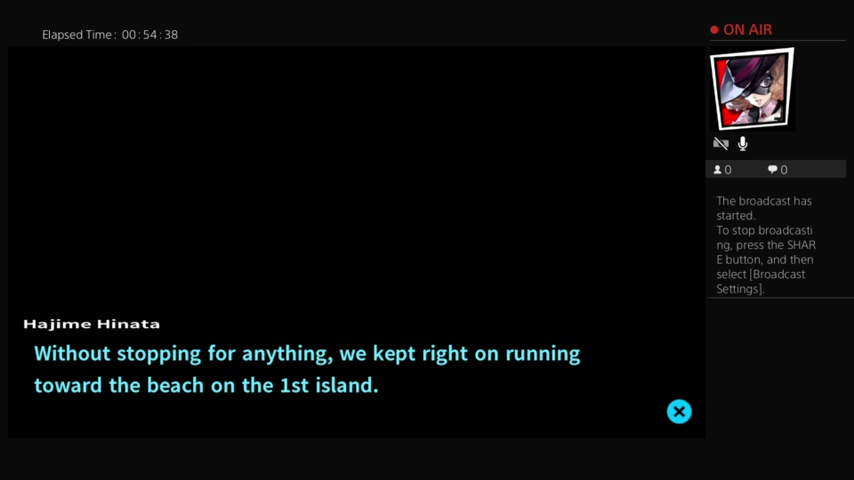 Elapsed Time: 00:54:38
ON AIR
0
0
The broadcast has
started.
To stop broadcasti
ng, press the SHAR
E button, and then
select [Broadcast
Settings].
Hajime Hinata
Without stopping for anything, we kept right on running
toward the beach on the 1st island.